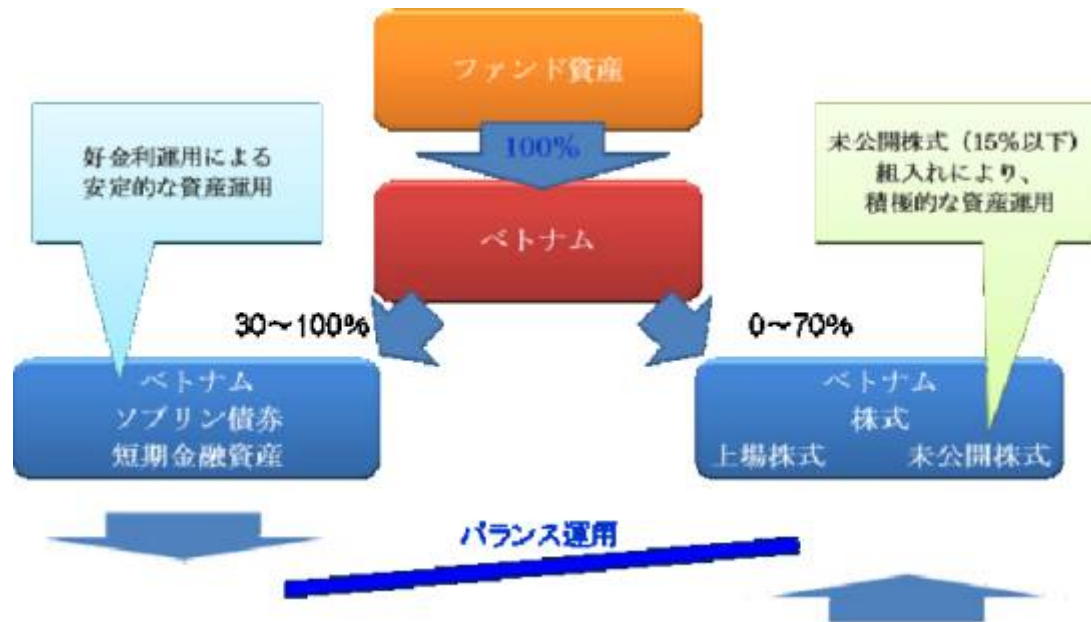 ファンド資産
100%
好金利運用による
安定的な資産運用
未公開株式（15％以下）
組入れにより、
積極的な資産運用
ベトナム
30～100%
0～70%
ベトナム
ソブリン債券
短期金融資産
ベトナム
株式
上場株式 未公開株式
バランス運用